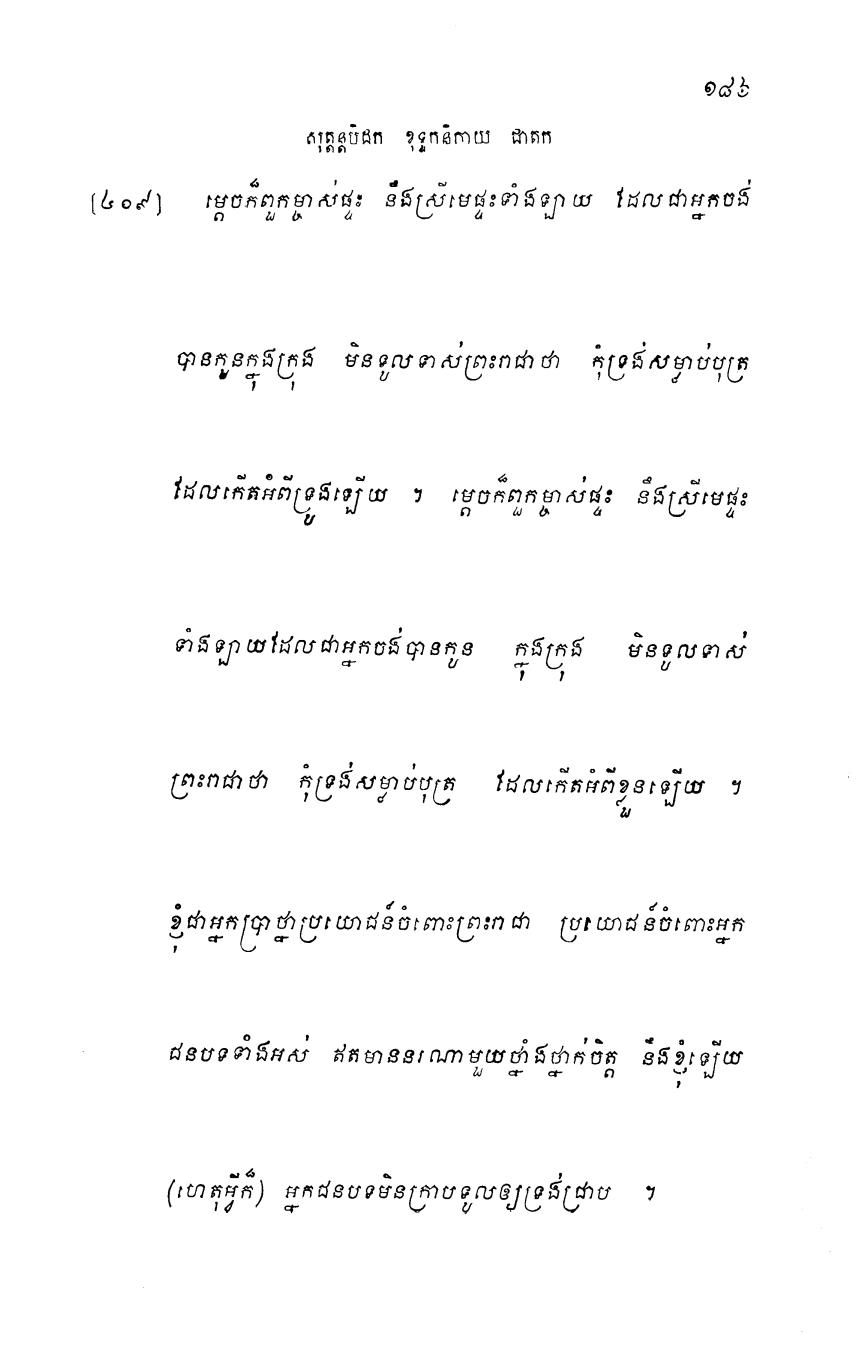 ១៨៦
សុត្តន្តបិដក ខុទ្ទកនិកាយ ជាតក
[៤០៩] ម្ដេចក៏ពួកម្ចាស់ផ្ទះ នឹងស្រីមេផ្ទះទាំងឡាយ ដែលជាអ្នកចង់
បានកូនក្នុងក្រុង មិនទូលទាស់ព្រះរាជាថា កុំទ្រង់សម្លាប់បុត្រ
ដែលកើតអំពីទ្រូងឡើយ ។ ម្ដេចក៏ពួកម្ចាស់ផ្ទះ នឹងស្រីមេផ្ទះ
ទាំងឡាយដែលជាអ្នកចង់បានកូន ក្នុងក្រុង មិនទូលទាស់
ព្រះរាជាថា កុំទ្រង់សម្លាប់បុត្រ ដែលកើតអំពីខ្លួនឡើយ ។
ខ្ញុំជាអ្នកប្រាថ្នាប្រយោជន៍ចំពោះព្រះរាជា ប្រយោជន៍ចំពោះអ្នក
ជនបទទាំងអស់ ឥតមាននរណាមួយថ្នាំងថ្នាក់ចិត្ត នឹងខ្ញុំឡើយ
(ហេតុអ្វីក៏) អ្នកជនបទមិនក្រាបទូលឲ្យទ្រង់ជ្រាប ។